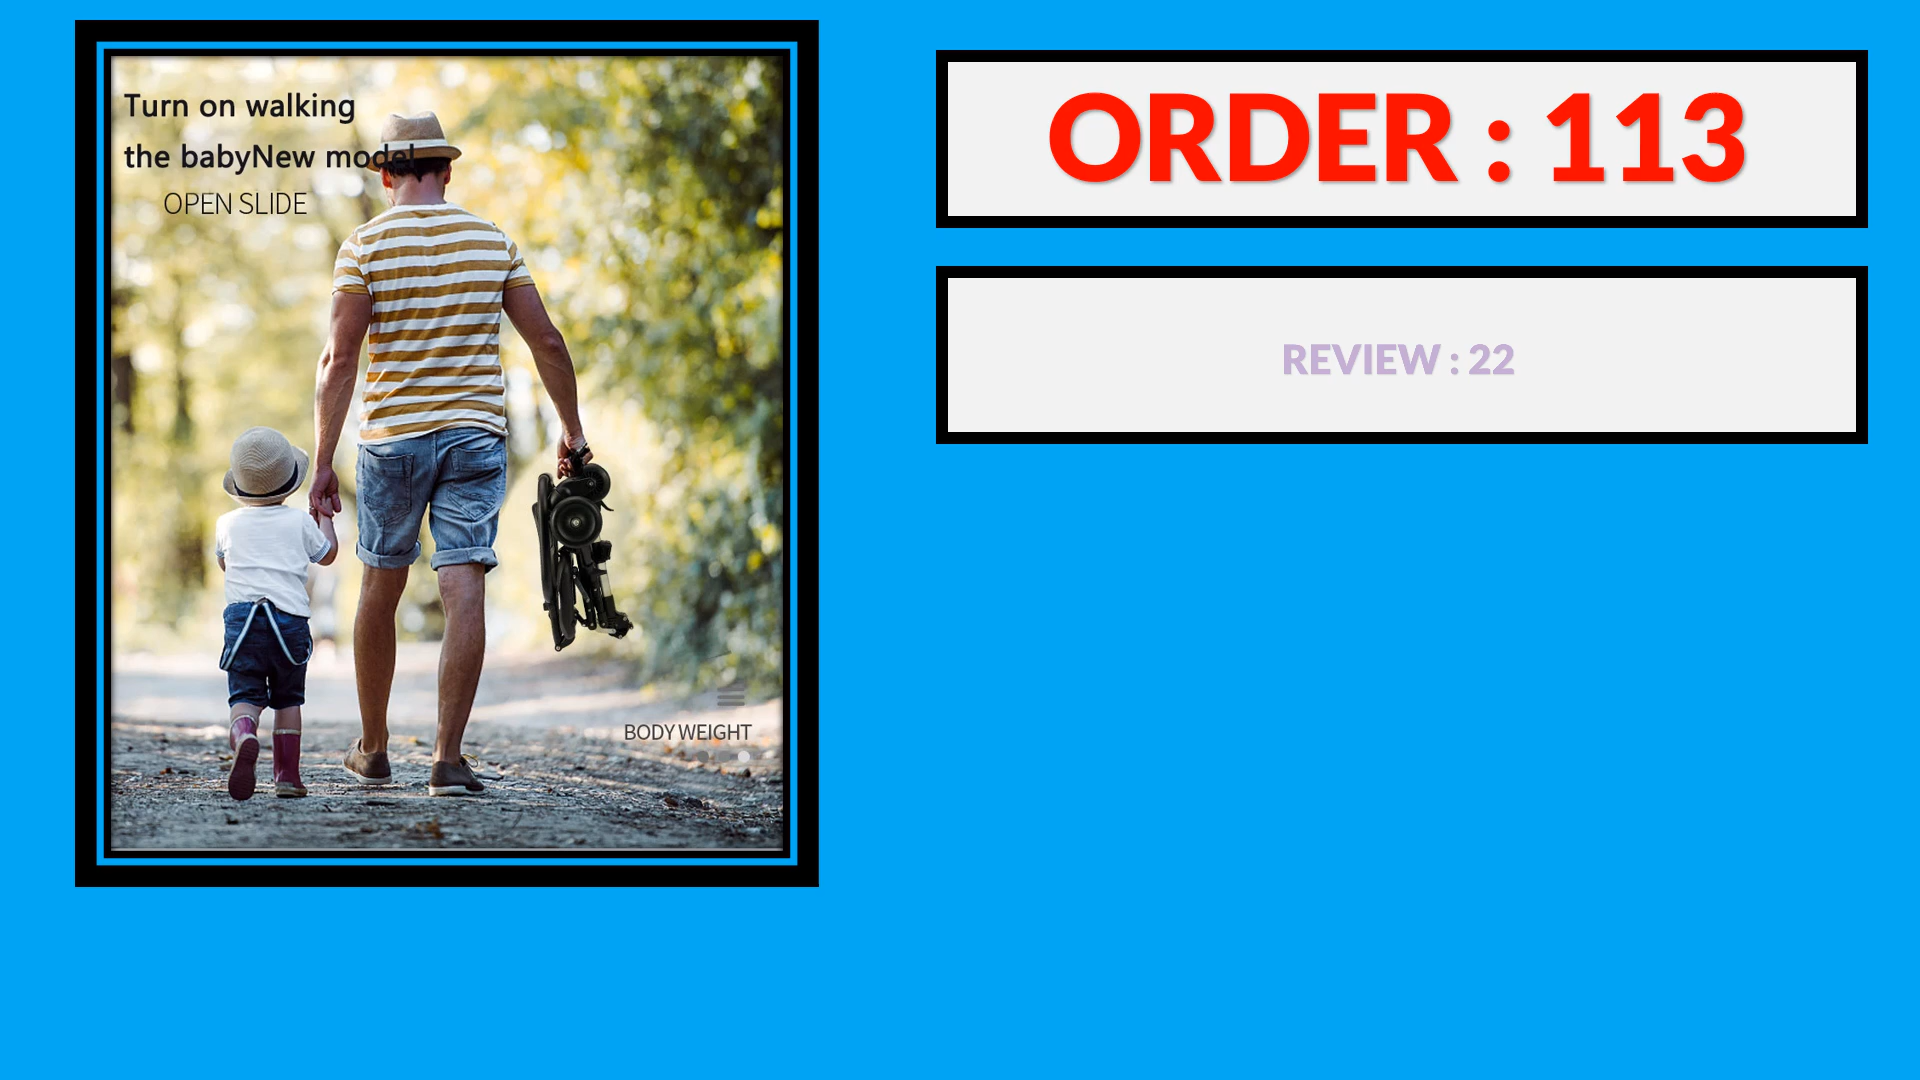 Turn on walking
the babyNew model
OPEN SLIDE
BODY WEIGHT
ORDER : 113
REVIEW : 22